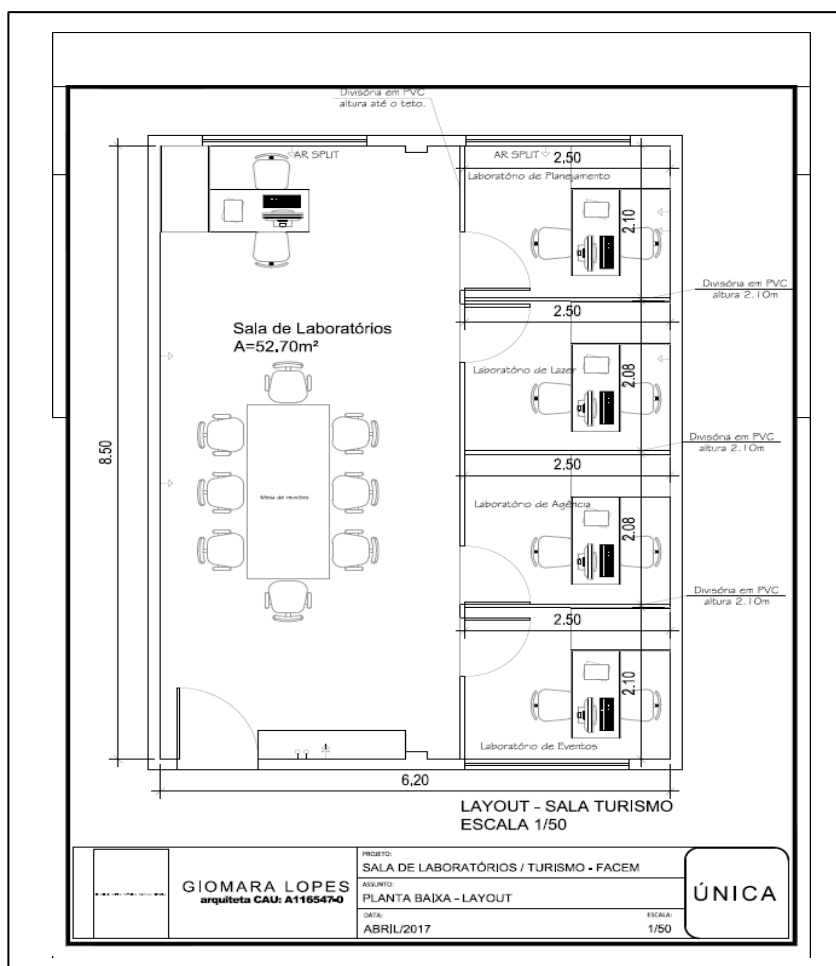 Divisória em PVC
altura até o teto.
AR SPLIT
AR SPLIT
2,50
Laboratório de Planejamento
2.10
Divisória em PVC
altura 2.10m
2.50
Sala de Laboratórios
A=52,70m²
Laboratório de Lazer
2.08
8.50
Divisória em PVC
altura 2.10m
2.50
Mesa de reuniões
Laboratório de Agência
2.08
Divisória em PVC
altura 2.10m
2.50
2.10
Laboratório de Eventos
6,20
LAYOUT - SALA TURISMO
ESCALA 1/50
GIOMARA LOPES
arquiteta CAU: A116547-0
PROJETO:
SALA DE LABORATÓRIOS / TURISMO - FACEM
ASSUNTO:
PLANTA BAIXA - LAYOUT
DATA:
ABRIL/2017
ESCALA:
1/50
ÚNICA